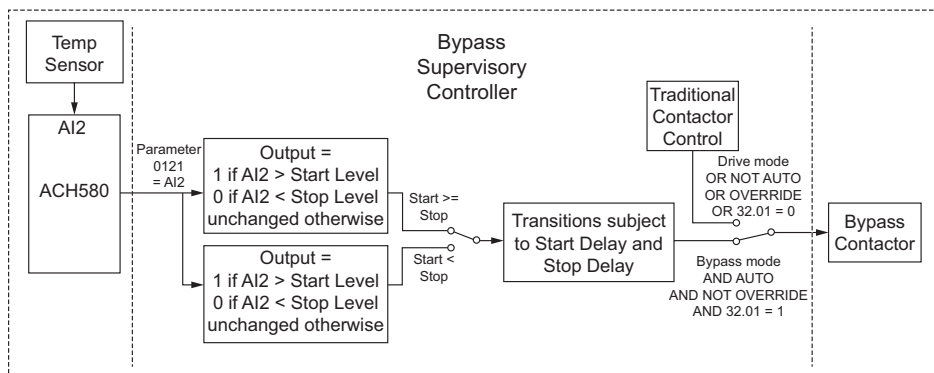 Temp
Sensor
AI2
ACH580
Bypass
Supervisory
Controller
Parameter
0121
= AI2
Output =
1 if AI2 > Start Level
0 if AI2 < Stop Level
unchanged otherwise
Output =
1 if AI2 > Start Level
0 if AI2 < Stop Level
unchanged otherwise
Start >=
Stop
Start <
Stop
Transitions subject
to Start Delay and
Stop Delay
Traditional
Contactor
Control
Drive mode
OR NOT AUTO
OR OVERRIDE
OR 32.01 = 0
Bypass mode
AND AUTO
AND NOT OVERRIDE
AND 32.01 = 1
Bypass
Contactor